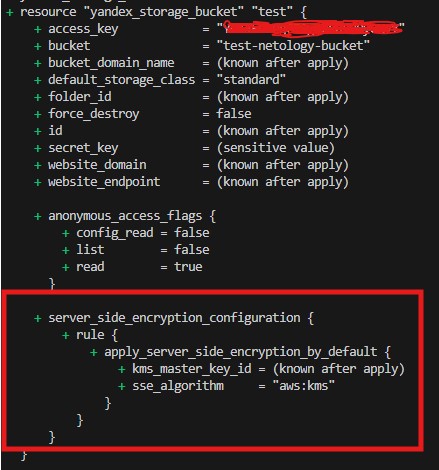 + resource "yandex_storage_bucket" "test" {
+ access_key = " "
+ bucket = "test-netology-bucket"
+ bucket_domain_name = (known after apply)
+ default_storage_class = "standard"
+ folder_id = (known after apply)
+ force_destroy = false
+ id = (known after apply)
+ secret_key = (sensitive value)
+ website_domain = (known after apply)
+ website_endpoint = (known after apply)
+ anonymous_access_flags {
+ config_read = false
+ list = false
+ read = true
}
+ server_side_encryption_configuration {
+ rule {
+ apply_server_side_encryption_by_default {
+ kms_master_key_id = (known after apply)
+ sse_algorithm = "aws:kms"
}
}
}
}